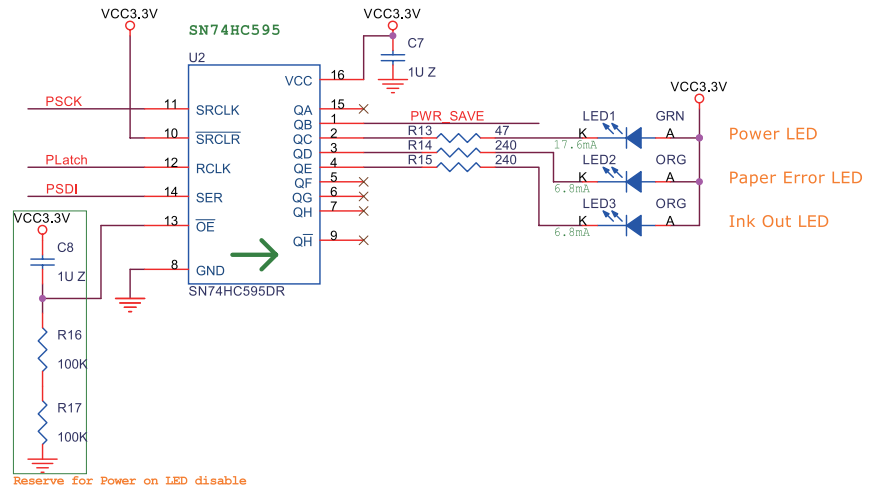 VCC3.3V
VCC3.3V
SN74HC595
C7
U2
1U Z
VCC 16
VCC3.3V
PSCK
11 SRCLK
QA 15
QB 1 PWR_SAVE
LED1 GRN
10 SRCLR
QC 2 R13 47
K A
Power LED
17.6mA
PLatch
12 RCLK
QD 3 R14 240
LED2 ORG
QE 4 R15 240
K A
Paper Error LED
6.8mA
PSDI
14 SER
QF 5
QG 6
QH 7
LED3 ORG
VCC3.3V
13 OE
K A
Ink Out LED
6.8mA
QH 9
C8
1U Z
8 GND
SN74HC595DR
R16
100K
R17
100K
Reserve for Power on LED disable